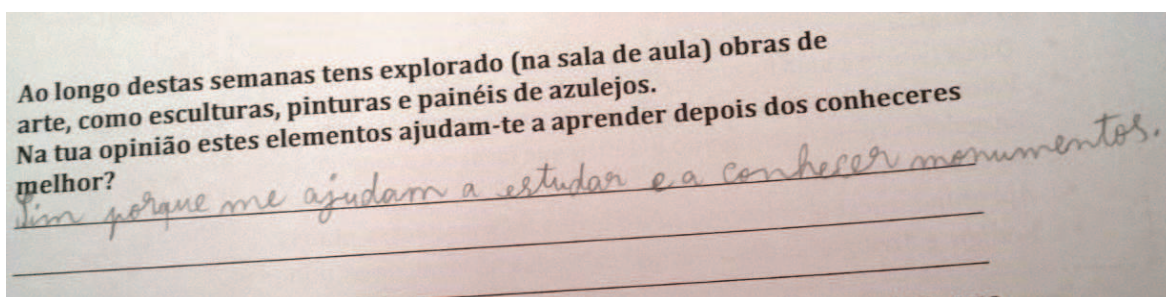 Ao longo destas semanas tens explorado (na sala de aula) obras de
arte, como esculturas, pinturas e painéis de azulejos.
Na tua opinião estes elementos ajudam-te a aprender depois dos conheceres
melhor?
Sim porque me ajudam a estudar e a conhecer monumentos.